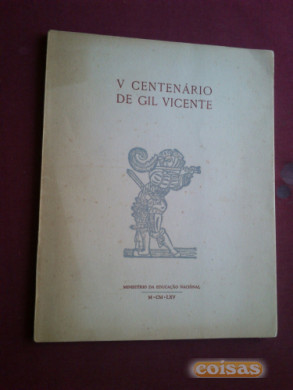 V CENTENÁRIO
DE GIL VICENTE
MINISTÉRIO DA EDUCAÇÃO NACIONAL
M-CM-LXV
coisas